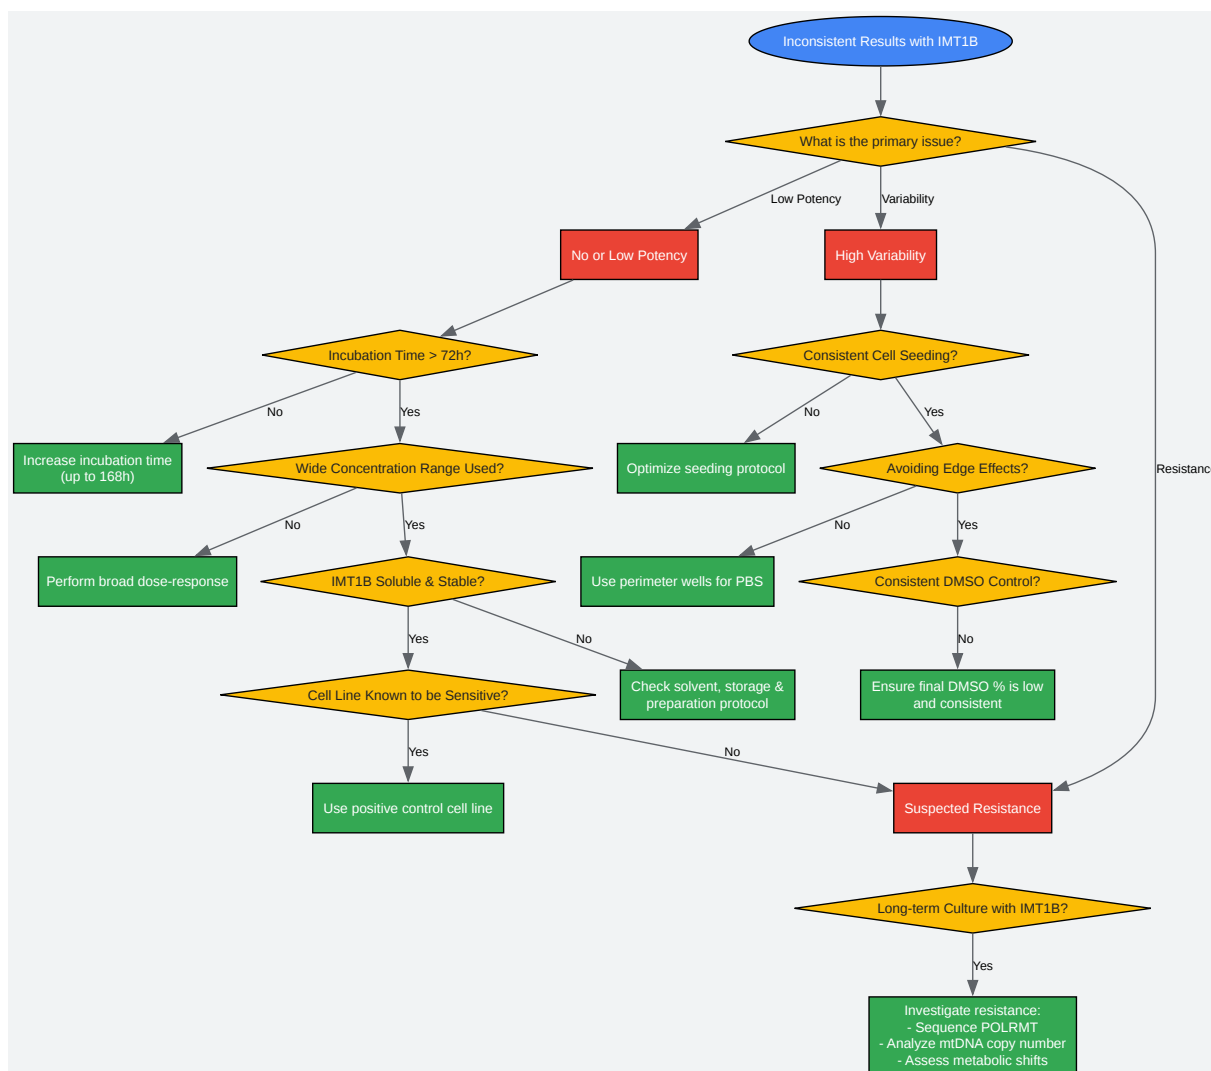 Inconsistent Results with IMT1B
What is the primary issue?
Low Potency
Variability
No or Low Potency
High Variability
Incubation Time > 72h?
Consistent Cell Seeding?
No
Yes
No
Yes
Increase incubation time
(up to 168h)
Wide Concentration Range Used?
Optimize seeding protocol
Avoiding Edge Effects?
Resistanc
No
Yes
No
Yes
Perform broad dose-response
IMT1B Soluble & Stable?
Use perimeter wells for PBS
Consistent DMSO Control?
Yes
No
No
Cell Line Known to be Sensitive?
Check solvent, storage &
preparation protocol
Ensure final DMSO % is low
and consistent
Yes
No
Use positive control cell line
Suspected Resistance
Long-term Culture with IMT1B?
Yes
Investigate resistance:
- Sequence POLRMT
- Analyze mtDNA copy number
- Assess metabolic shifts